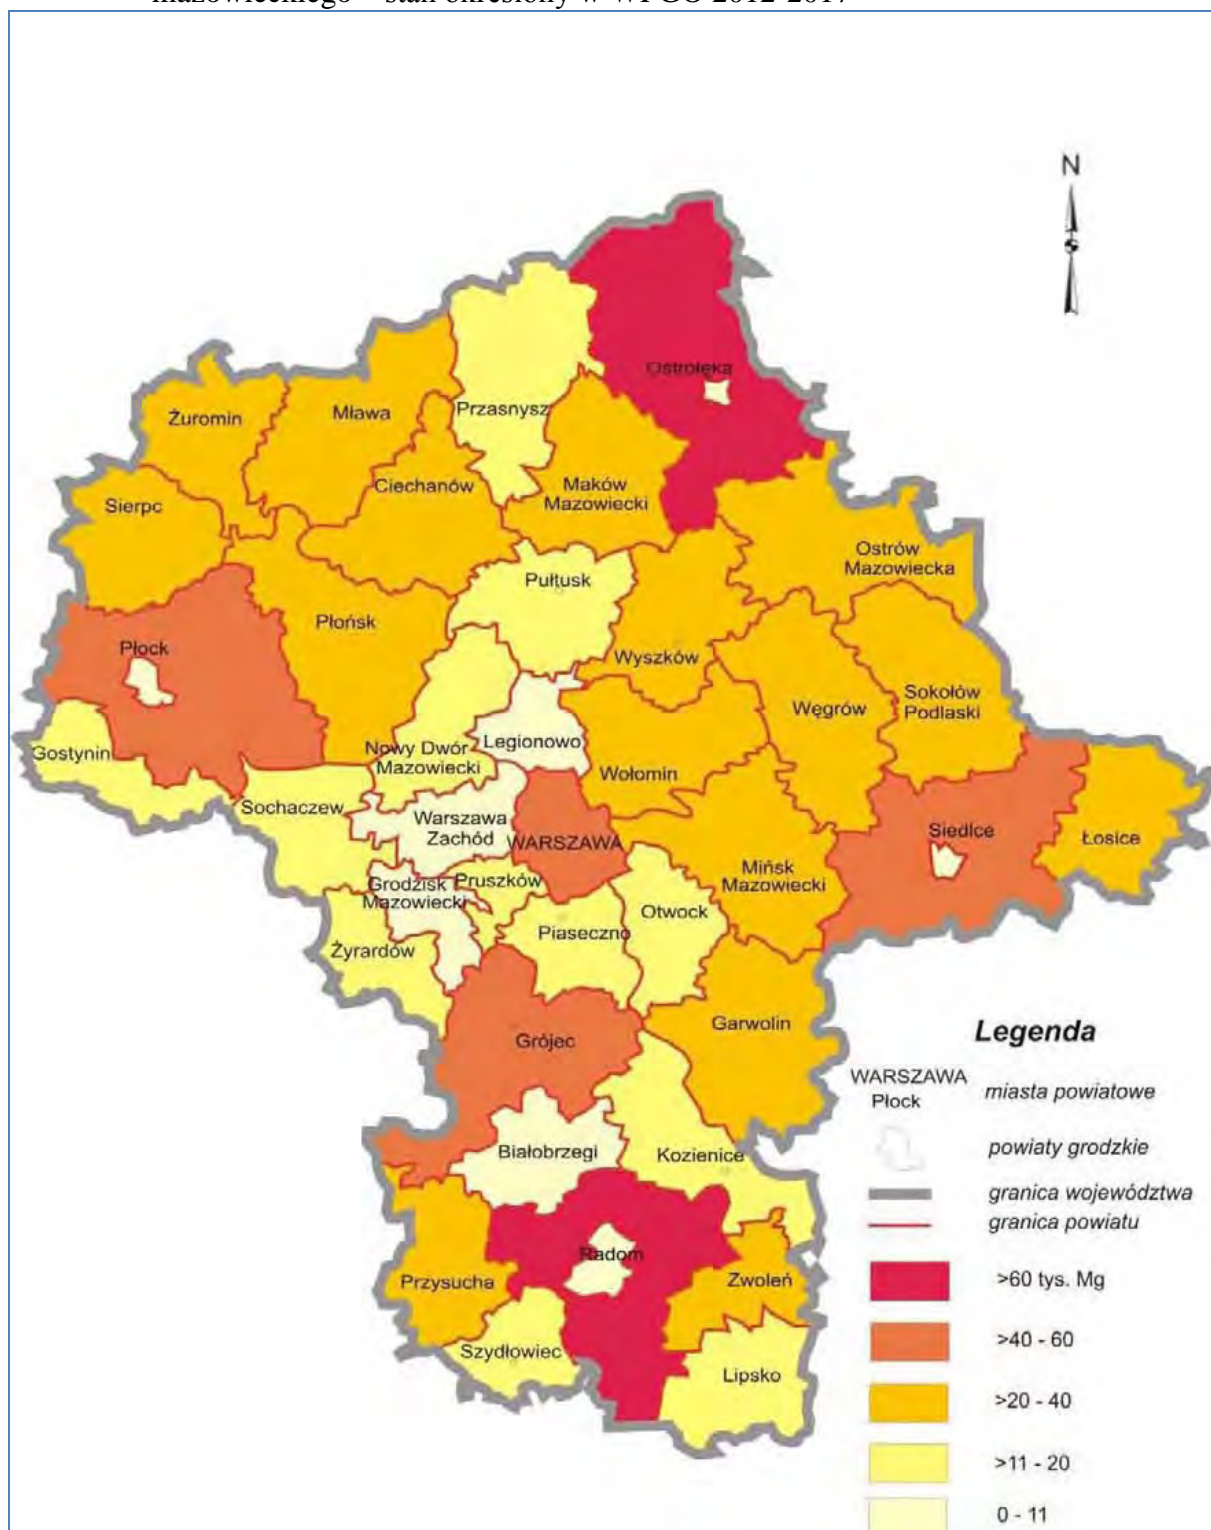 mazowieckiego – stan określony w WPGO 2012-2017
N
Ostrołęka
Przasnysz
Mława
Żuromin
Ciechanów
Maków
Mazowiecki
Sierpc
Ostrów
Mazowiecka
Pułtusk
Płońsk
Płock
Wyszków
Węgrów
Sokołów
Podlaski
Gostynin
Nowy Dwór
Mazowiecki
Legionowo
Wołomin
Sochaczew
Warszawa
Zachód
WARSZAWA
Siedlce
Łosice
Mińsk
Mazowiecki
Grodzisk
Mazowiecki
Pruszków
Otwock
Piaseczno
Żyrardów
Garwolin
Grójec
Białobrzegi
Kozienice
Radom
Przysucha
Zwoleń
Szydłowiec
Lipsko
Legenda
WARSZAWA
Płock
miasta powiatowe
powiaty grodzkie
granica województwa
granica powiatu
>60 tys. Mg
>40 - 60
>20 - 40
>11 - 20
0 - 11